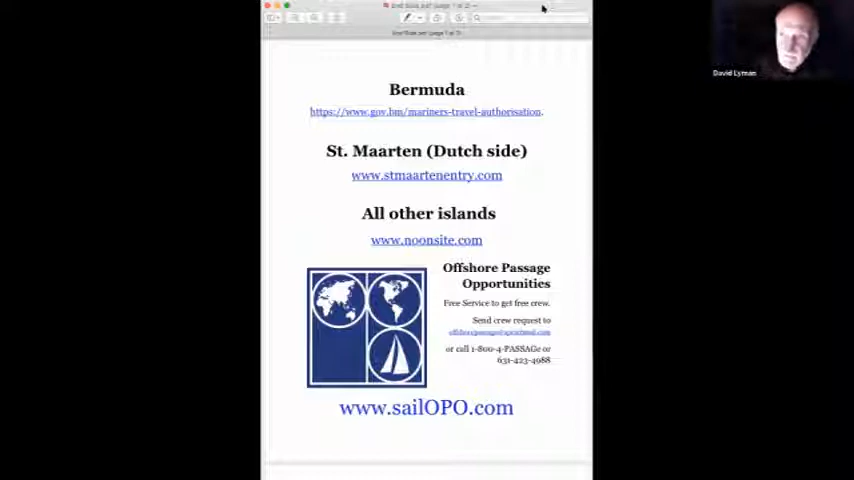 Bermuda
https://www.gov.bm/mariners-travel-authorisation.
St. Maarten (Dutch side)
www.stmaartenentry.com
All other islands
www.noonsite.com
Offshore Passage
Opportunities
Free Service to get free crew.
Send crew request to
or call 1-800-4-PASSAGe or
631-423-4988
www.sailOPO.com
David Lyman